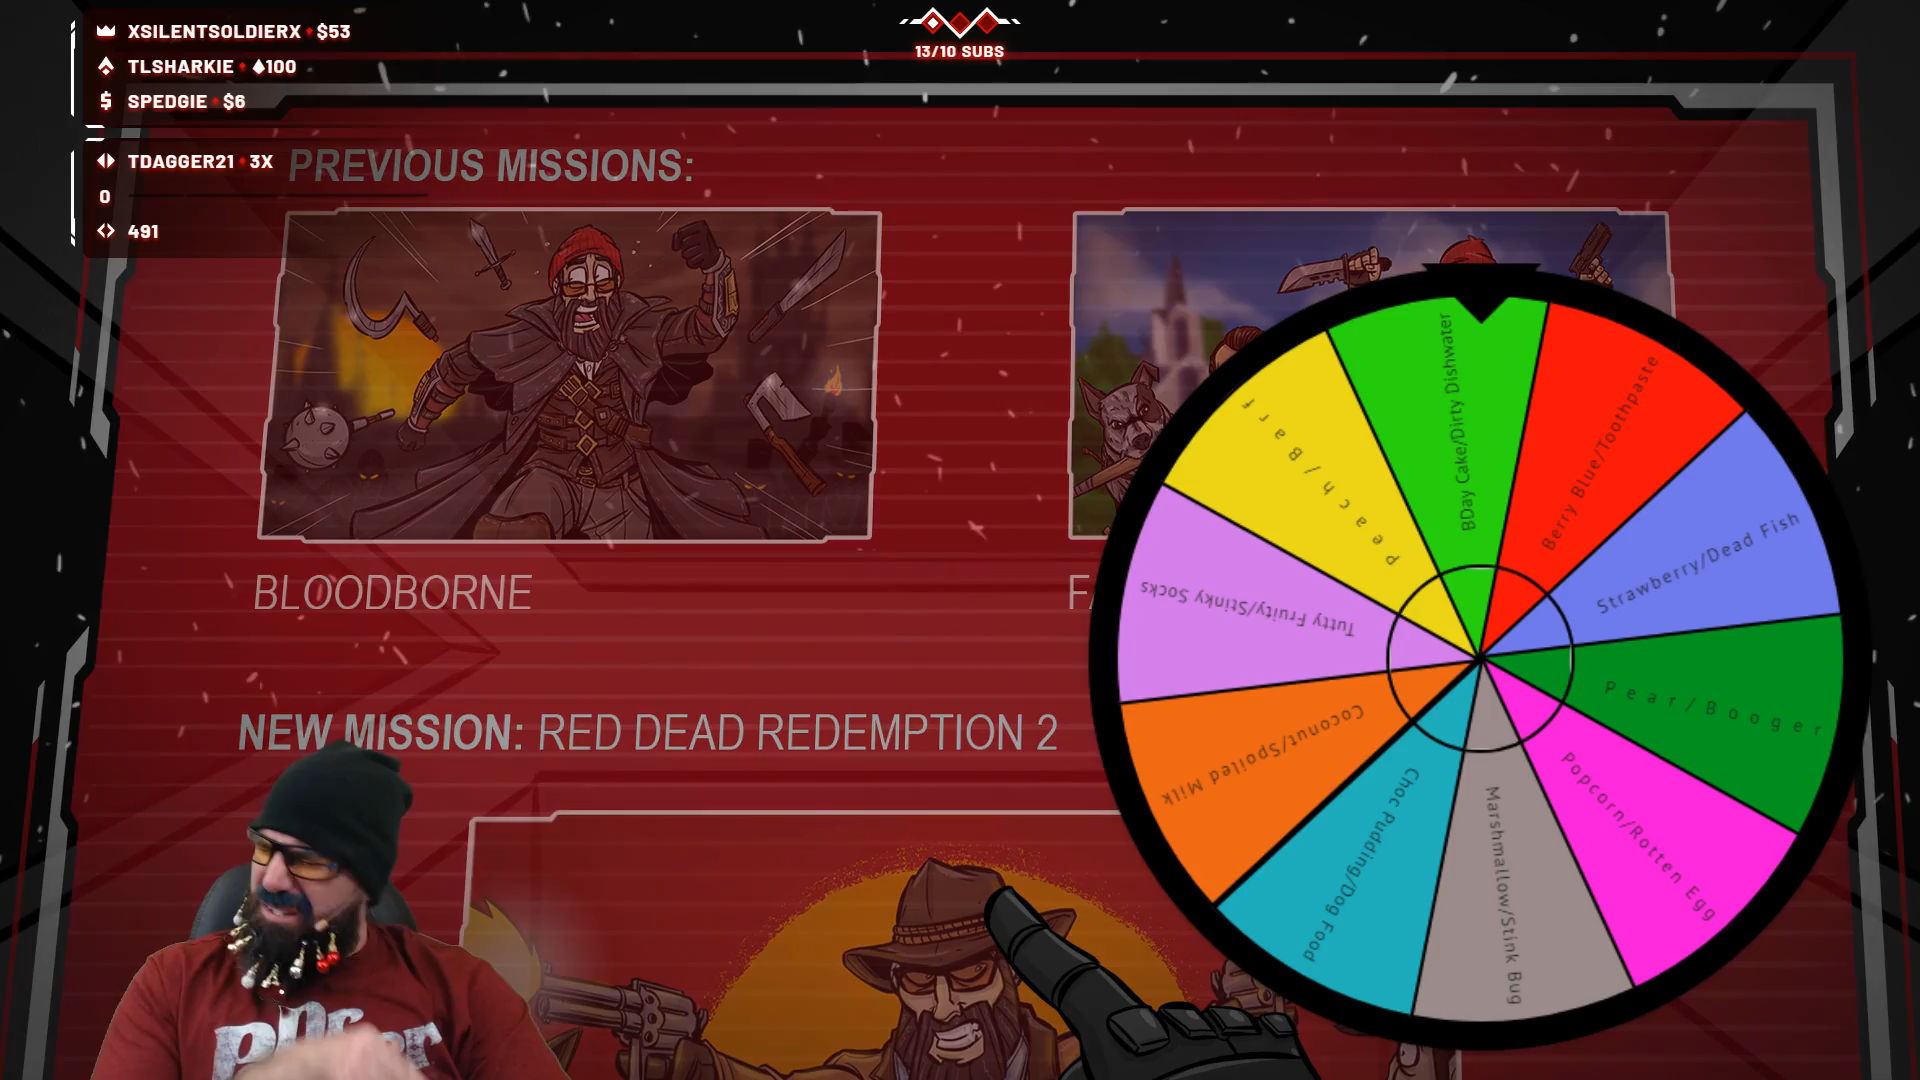 XSILENTSOLDIERX $53
TLSHARKIE 100
$ SPEDGIE $6
TDAGGER21 3X
0
491
13/10 SUBS
PREVIOUS MISSIONS:
BLOODBORNE
NEW MISSION: RED DEAD REDEMPTION 2
BDay Cake/Dirty Dishwater
Berry Blue/Toothpaste
Strawberry/Dead Fish
Pear/Booger
Popcorn/Rotten Egg
Marshmallow/Stink Bug
Choc Pudding/Dog Food
Coconut/Spoiled Milk
Tutty Fruity/Stinky Socks
Peach/Barf